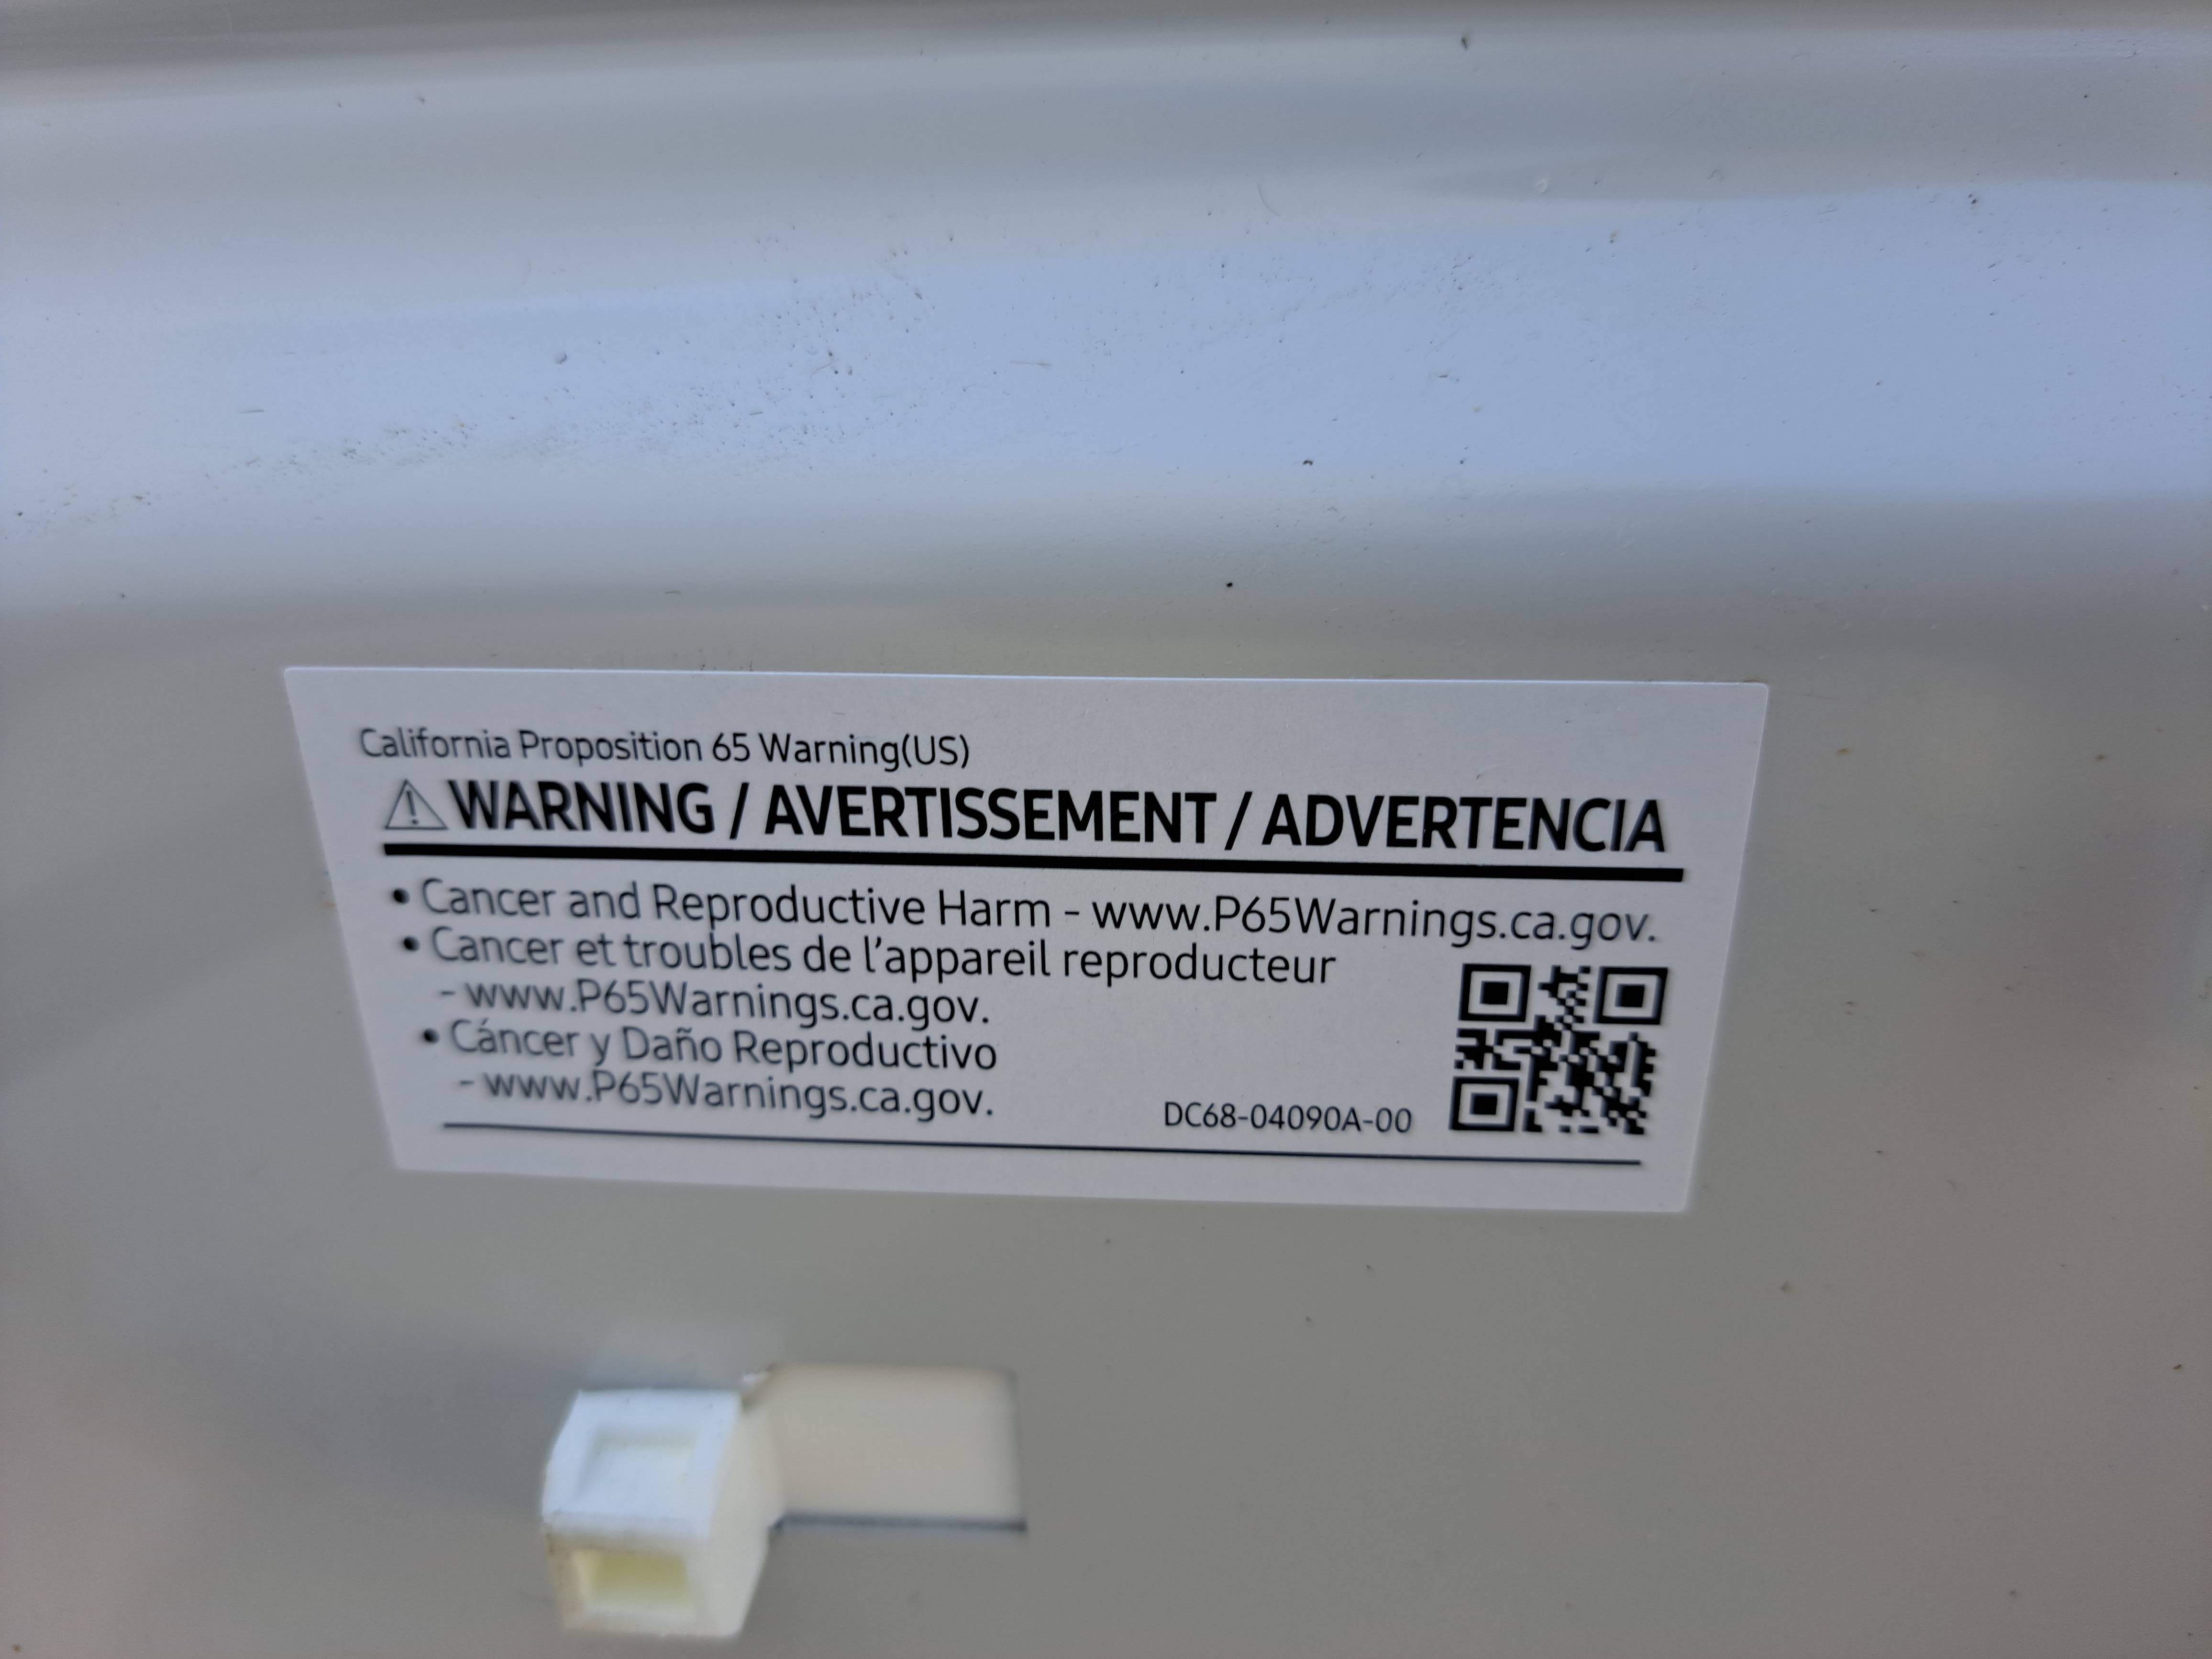 California Proposition 65 Warning(US)
⚠WARNING / AVERTISSEMENT / ADVERTENCIA
• Cancer and Reproductive Harm - www.P65Warnings.ca.gov.
• Cancer et troubles de l'appareil reproducteur
- www.P65Warnings.ca.gov.
• Cáncer y Daño Reproductivo
- www.P65Warnings.ca.gov.
DC68-04090A-00